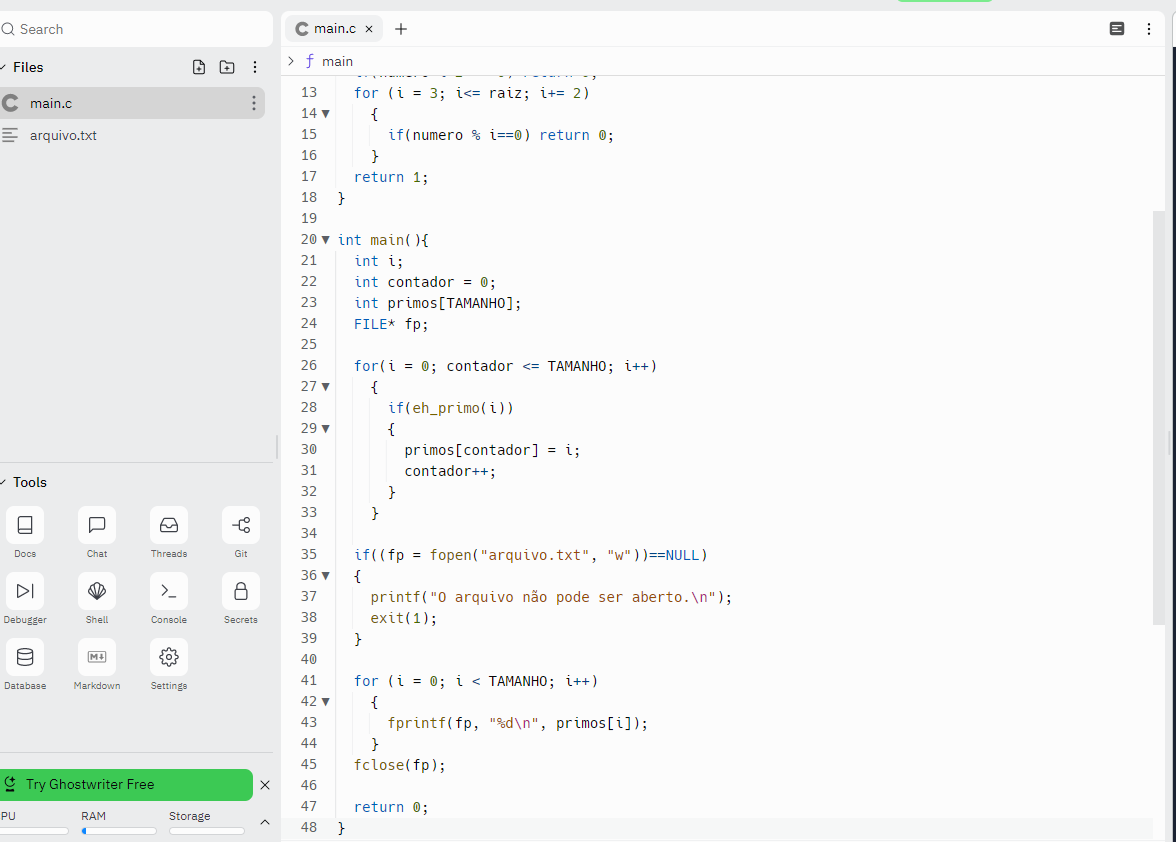 Search
Files
main.c
arquivo.txt
Tools
Docs
Chat
Threads
Git
Debugger
Shell
Console
Secrets
Database
Markdown
Settings
Try Ghostwriter Free
PU
RAM
Storage
main.c
main
13 for (i = 3; i<= raiz; i+= 2)
14 {
15 if(numero % i==0) return 0;
16 }
17 return 1;
18 }
19
20 int main(){
21 int i;
22 int contador = 0;
23 int primos[TAMANHO];
24 FILE* fp;
25
26 for(i = 0; contador <= TAMANHO; i++)
27 {
28 if(eh_primo(i))
29 {
30 primos[contador] = i;
31 contador++;
32 }
33 }
34
35 if((fp = fopen("arquivo.txt", "w"))==NULL)
36 {
37 printf("O arquivo não pode ser aberto.\n");
38 exit(1);
39 }
40
41 for (i = 0; i < TAMANHO; i++)
42 {
43 fprintf(fp, "%d\n", primos[i]);
44 }
45 fclose(fp);
46
47 return 0;
48 }